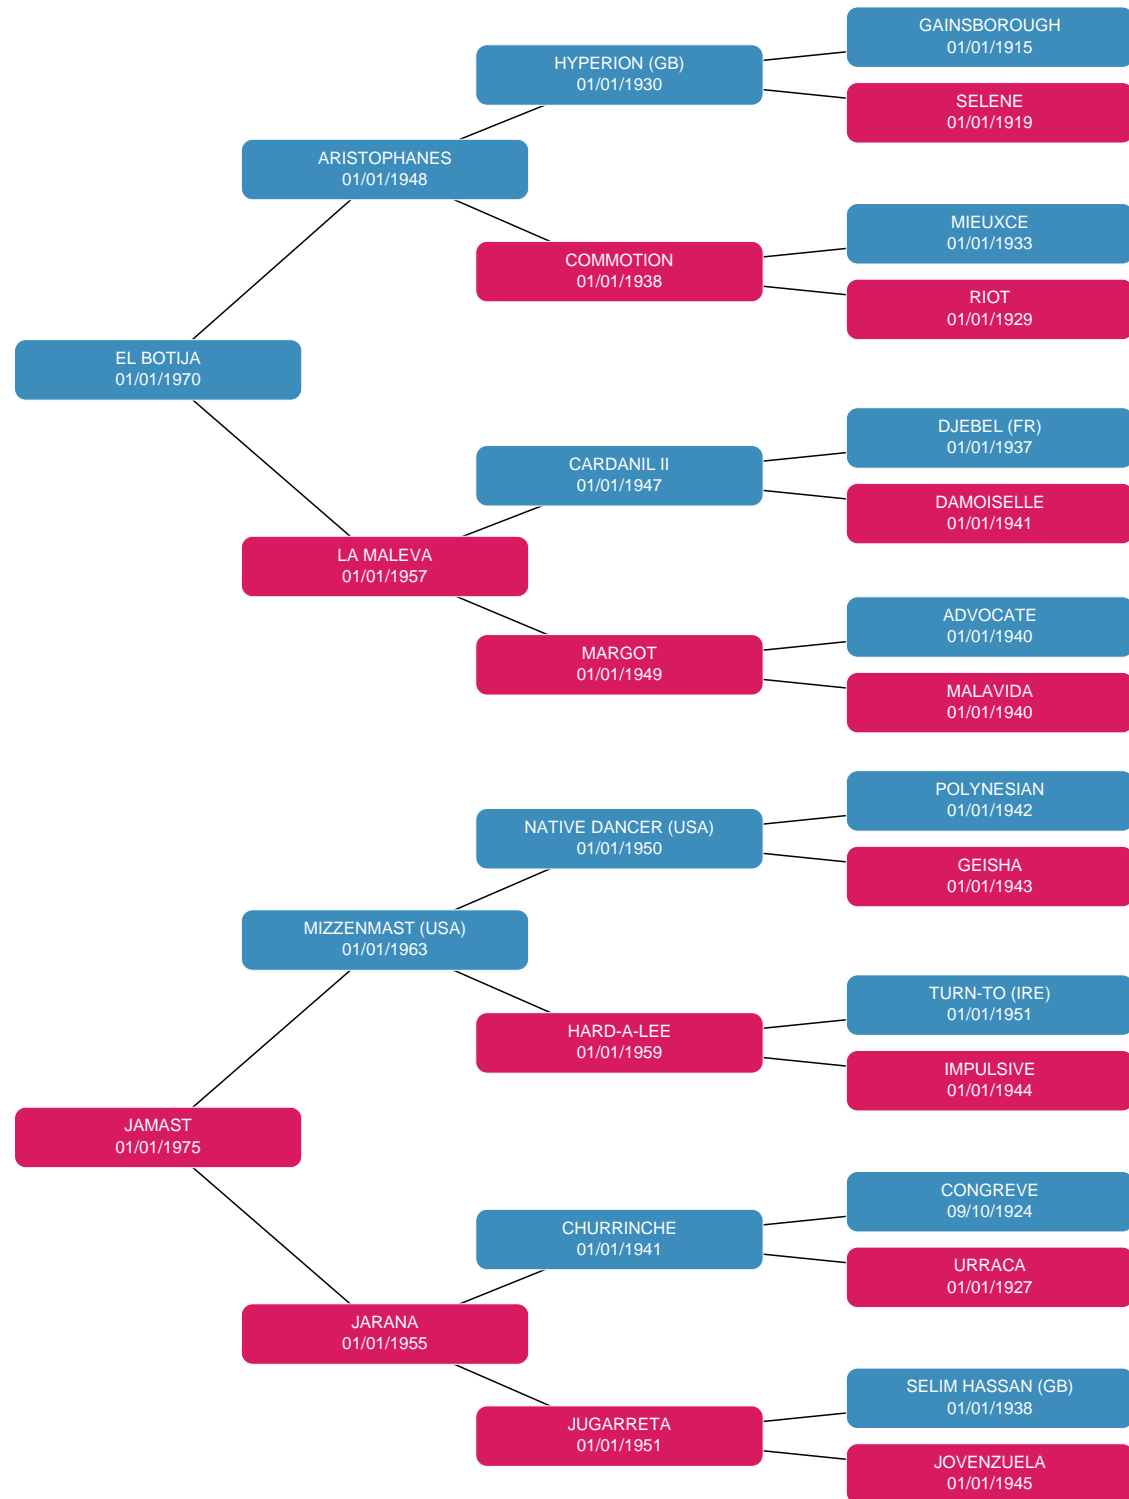 GAINSBOROUGH
01/01/1915
HYPERION (GB)
01/01/1930
SELENE
01/01/1919
ARISTOPHANES
01/01/1948
MIEUXCE
01/01/1933
COMMOTION
01/01/1938
RIOT
01/01/1929
EL BOTIJA
01/01/1970
DJEBEL (FR)
01/01/1937
CARDANIL II
01/01/1947
DAMOISELLE
01/01/1941
LA MALEVA
01/01/1957
ADVOCATE
01/01/1940
MARGOT
01/01/1949
MALAVIDA
01/01/1940
POLYNESIAN
01/01/1942
NATIVE DANCER (USA)
01/01/1950
GEISHA
01/01/1943
MIZZENMAST (USA)
01/01/1963
TURN-TO (IRE)
01/01/1951
HARD-A-LEE
01/01/1959
IMPULSIVE
01/01/1944
JAMAST
01/01/1975
CONGREVE
09/10/1924
CHURRINCHE
01/01/1941
URRACA
01/01/1927
JARANA
01/01/1955
SELIM HASSAN (GB)
01/01/1938
JUGARRETA
01/01/1951
JOVENZUELA
01/01/1945